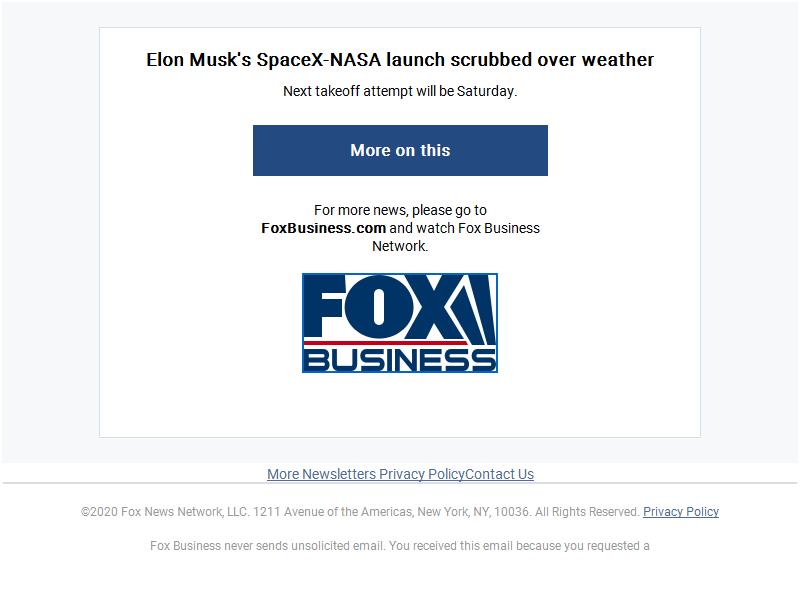 Elon Musk's SpaceX-NASA launch scrubbed over weather
Next takeoff attempt will be Saturday.
More on this
For more news, please go to
FoxBusiness.com and watch Fox Business
Network.
FOX
BUSINESS
More Newsletters Privacy PolicyContact Us
©2020 Fox News Network, LLC. 1211 Avenue of the Americas, New York, NY, 10036. All Rights Reserved. Privacy Policy
Fox Business never sends unsolicited email. You received this email because you requested a